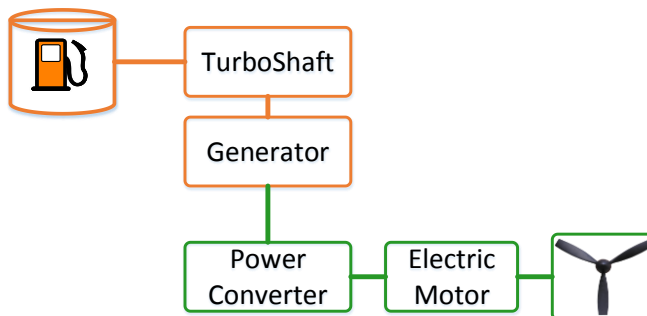 TurboShaft
Generator
Power
Converter
Electric
Motor